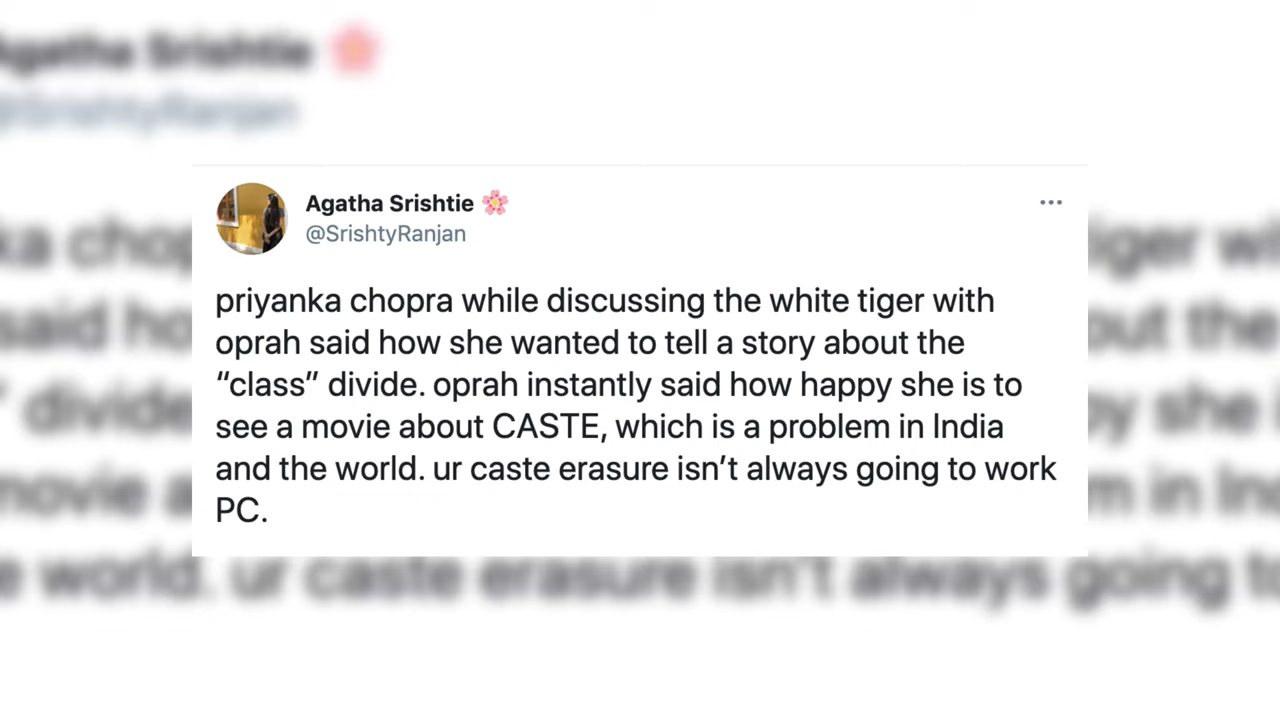 Agatha Srishtie 🌸
@SrishtyRanjan
priyanka chopra while discussing the white tiger with
oprah said how she wanted to tell a story about the
“class” divide. oprah instantly said how happy she is to
see a movie about CASTE, which is a problem in India
and the world. ur caste erasure isn’t always going to work
PC.